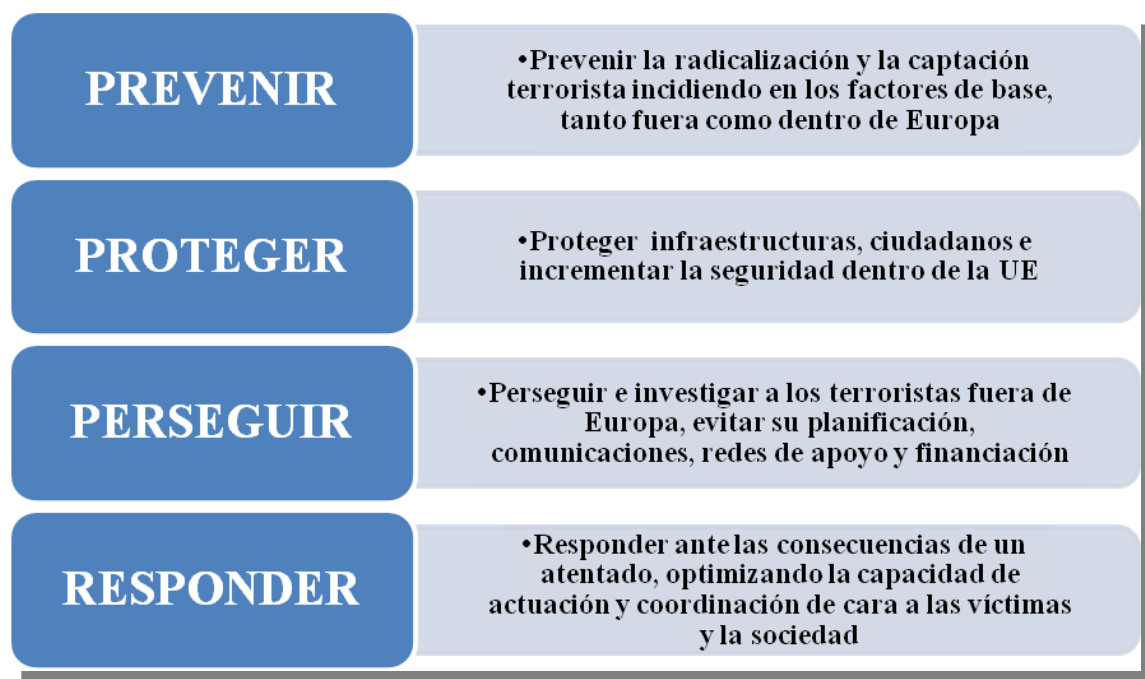 PREVENIR
•Prevenir la radicalización y la captación
terrorista incidiendo en los factores de base,
tanto fuera como dentro de Europa
PROTEGER
•Proteger infraestructuras, ciudadanos e
incrementar la seguridad dentro de la UE
PERSEGUIR
•Perseguir e investigar a los terroristas fuera de
Europa, evitar su planificación,
comunicaciones, redes de apoyo y financiación
RESPONDER
•Responder ante las consecuencias de un
atentado, optimizando la capacidad de
actuación y coordinación de cara a las víctimas
y la sociedad